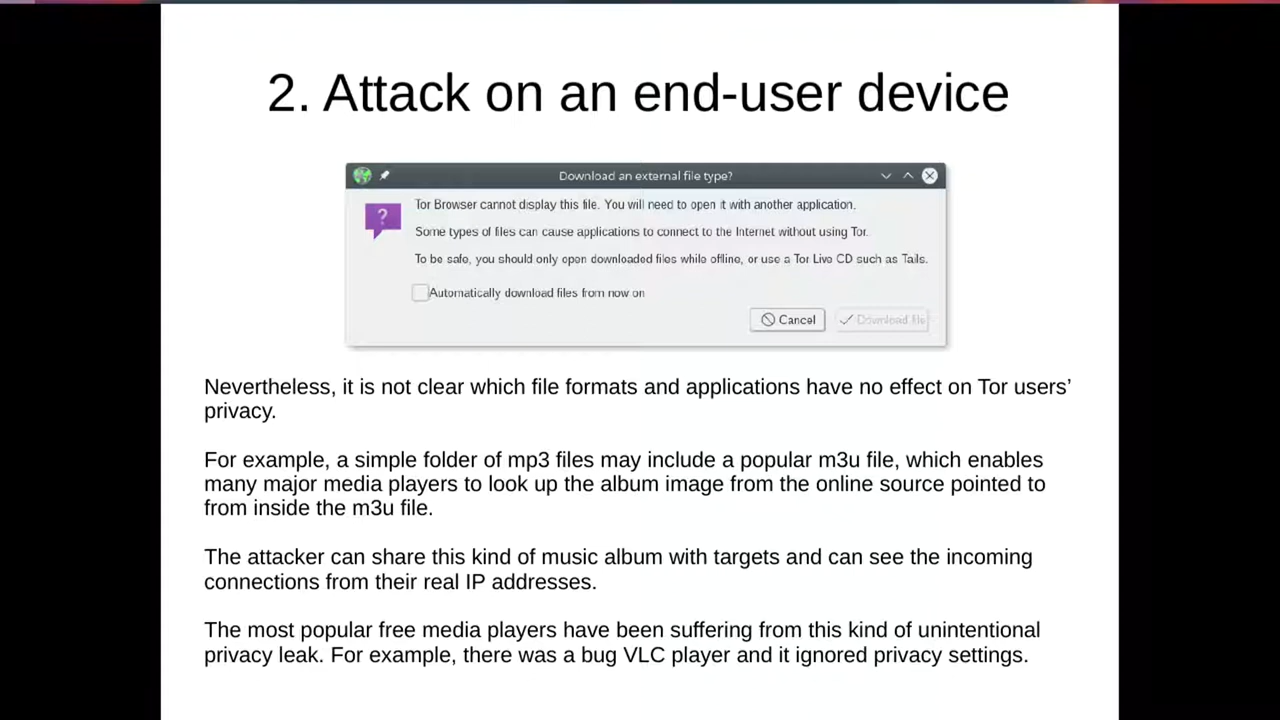 2. Attack on an end-user device
Download an external file type?
?
Tor Browser cannot display this file. You will need to open it with another application.
Some types of files can cause applications to connect to the Internet without using Tor.
To be safe, you should only open downloaded files while offline, or use a Tor Live CD such as Tails.
Automatically download files from now on
Cancel Download file
Nevertheless, it is not clear which file formats and applications have no effect on Tor users’
privacy.
For example, a simple folder of mp3 files may include a popular m3u file, which enables
many major media players to look up the album image from the online source pointed to
from inside the m3u file.
The attacker can share this kind of music album with targets and can see the incoming
connections from their real IP addresses.
The most popular free media players have been suffering from this kind of unintentional
privacy leak. For example, there was a bug VLC player and it ignored privacy settings.